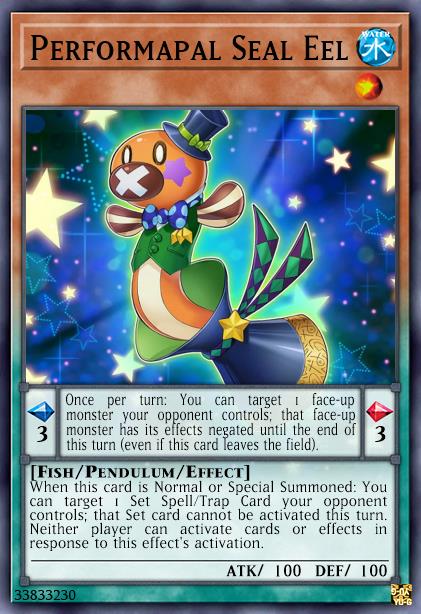 PERFORMAPAL SEAL EEL
WATER
水
Once per turn: You can target 1 face-up
monster your opponent controls; that face-up
monster has its effects negated until the end of
this turn (even if this card leaves the field).
3
3
[FISH/PENDULUM/EFFECT]
When this card is Normal or Special Summoned: You
can target 1 Set Spell/Trap Card your opponent
controls; that Set card cannot be activated this turn.
Neither player can activate cards or effects in
response to this effect's activation.
ATK/ 100 DEF/ 100
33833230